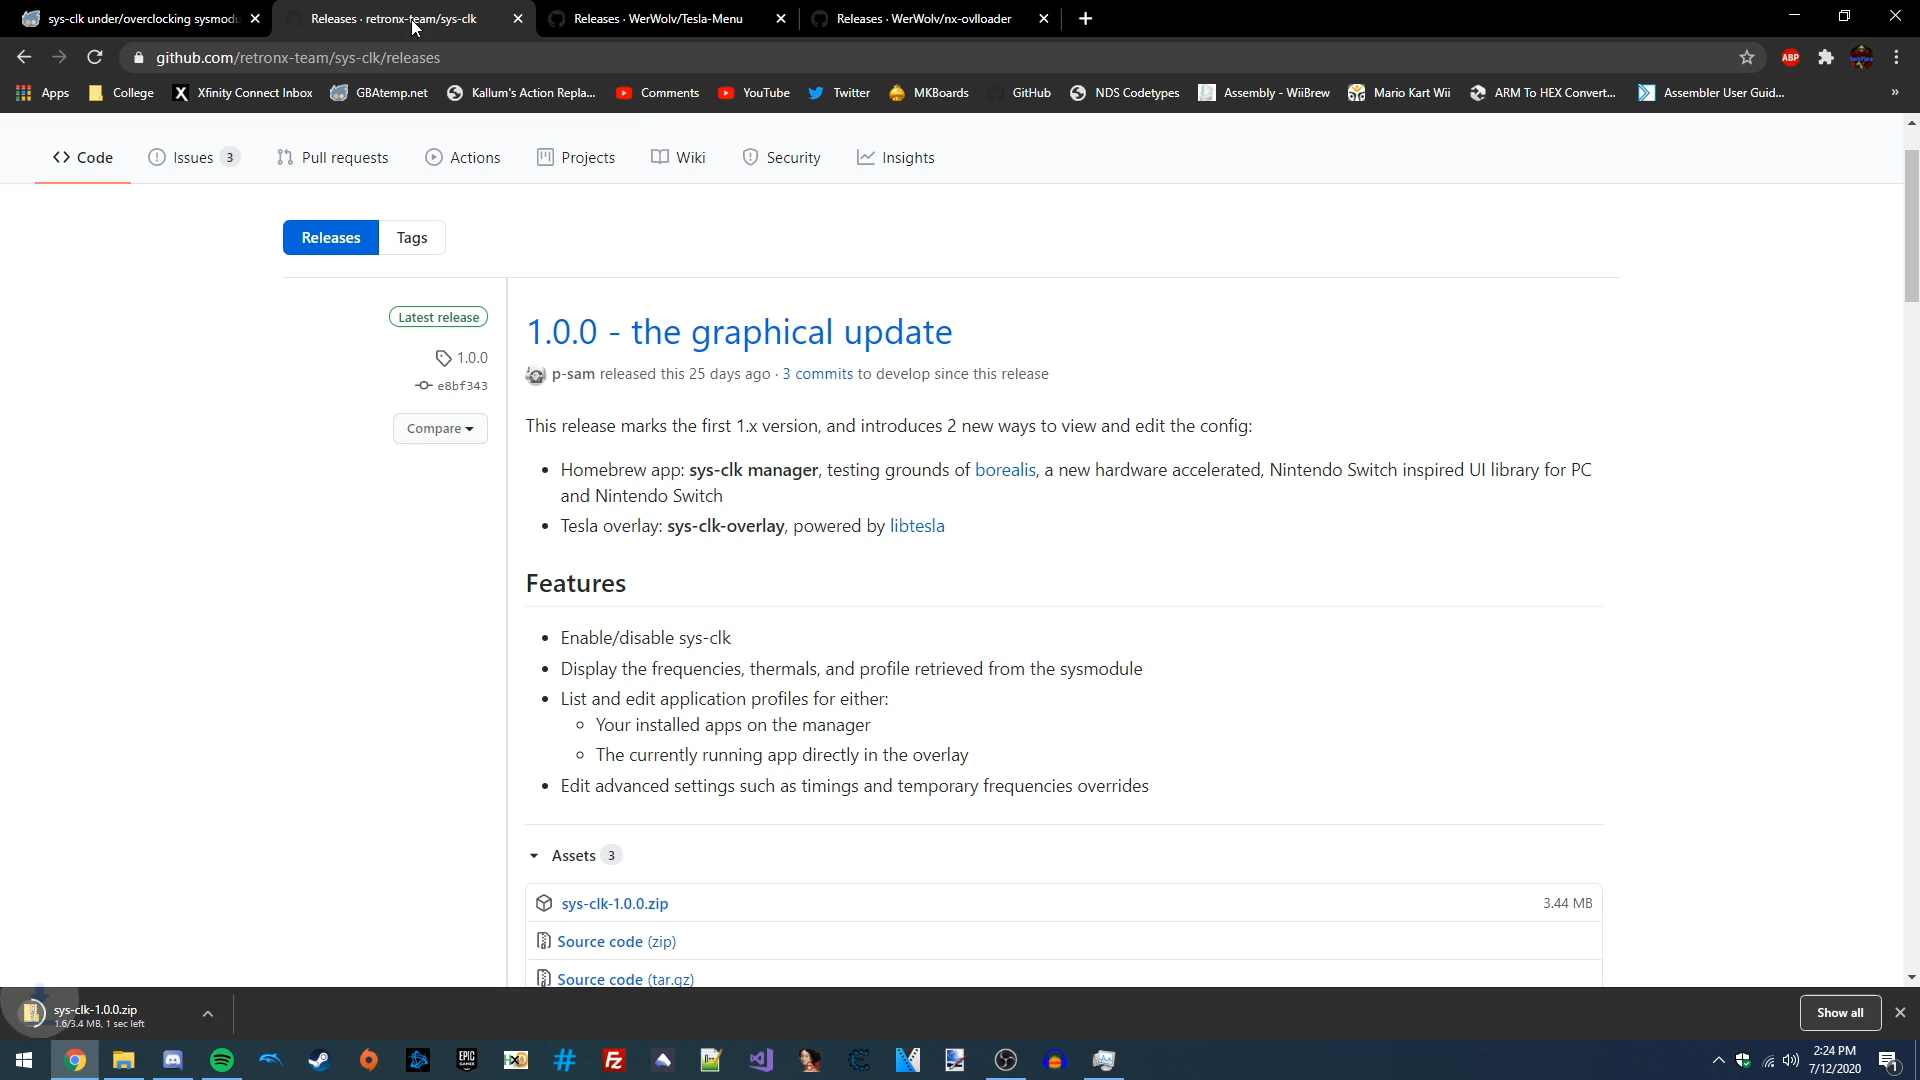 sys-clk under/overclocking sysmodu
Releases · retronx-team/sys-clk
Releases · WerWolv/Tesla-Menu
Releases · WerWolv/nx-ovlloader
github.com/retronx-team/sys-clk/releases
ABP
Apps
College
Xfinity Connect Inbox
GBAtemp.net
Kallum's Action Repla...
Comments
YouTube
Twitter
MKBoards
GitHub
NDS Codetypes
Assembly - WiiBrew
Mario Kart Wii
ARM To HEX Convert...
Assembler User Guid...
»
Code
Issues 3
Pull requests
Actions
Projects
Wiki
Security
Insights
Releases
Tags
Latest release
1.0.0
e8bf343
Compare
1.0.0 - the graphical update
p-sam released this 25 days ago · 3 commits to develop since this release
This release marks the first 1.x version, and introduces 2 new ways to view and edit the config:
• Homebrew app: sys-clk manager, testing grounds of borealis, a new hardware accelerated, Nintendo Switch inspired UI library for PC
and Nintendo Switch
• Tesla overlay: sys-clk-overlay, powered by libtesla
Features
• Enable/disable sys-clk
• Display the frequencies, thermals, and profile retrieved from the sysmodule
• List and edit application profiles for either:
◦ Your installed apps on the manager
◦ The currently running app directly in the overlay
• Edit advanced settings such as timings and temporary frequencies overrides
Assets 3
sys-clk-1.0.0.zip
3.44 MB
Source code (zip)
Source code (tar.gz)
sys-clk-1.0.0.zip
1.6/3.4 MB, 1 sec left
Show all
EPIC GAMES
HXD
2:24 PM
7/12/2020
1